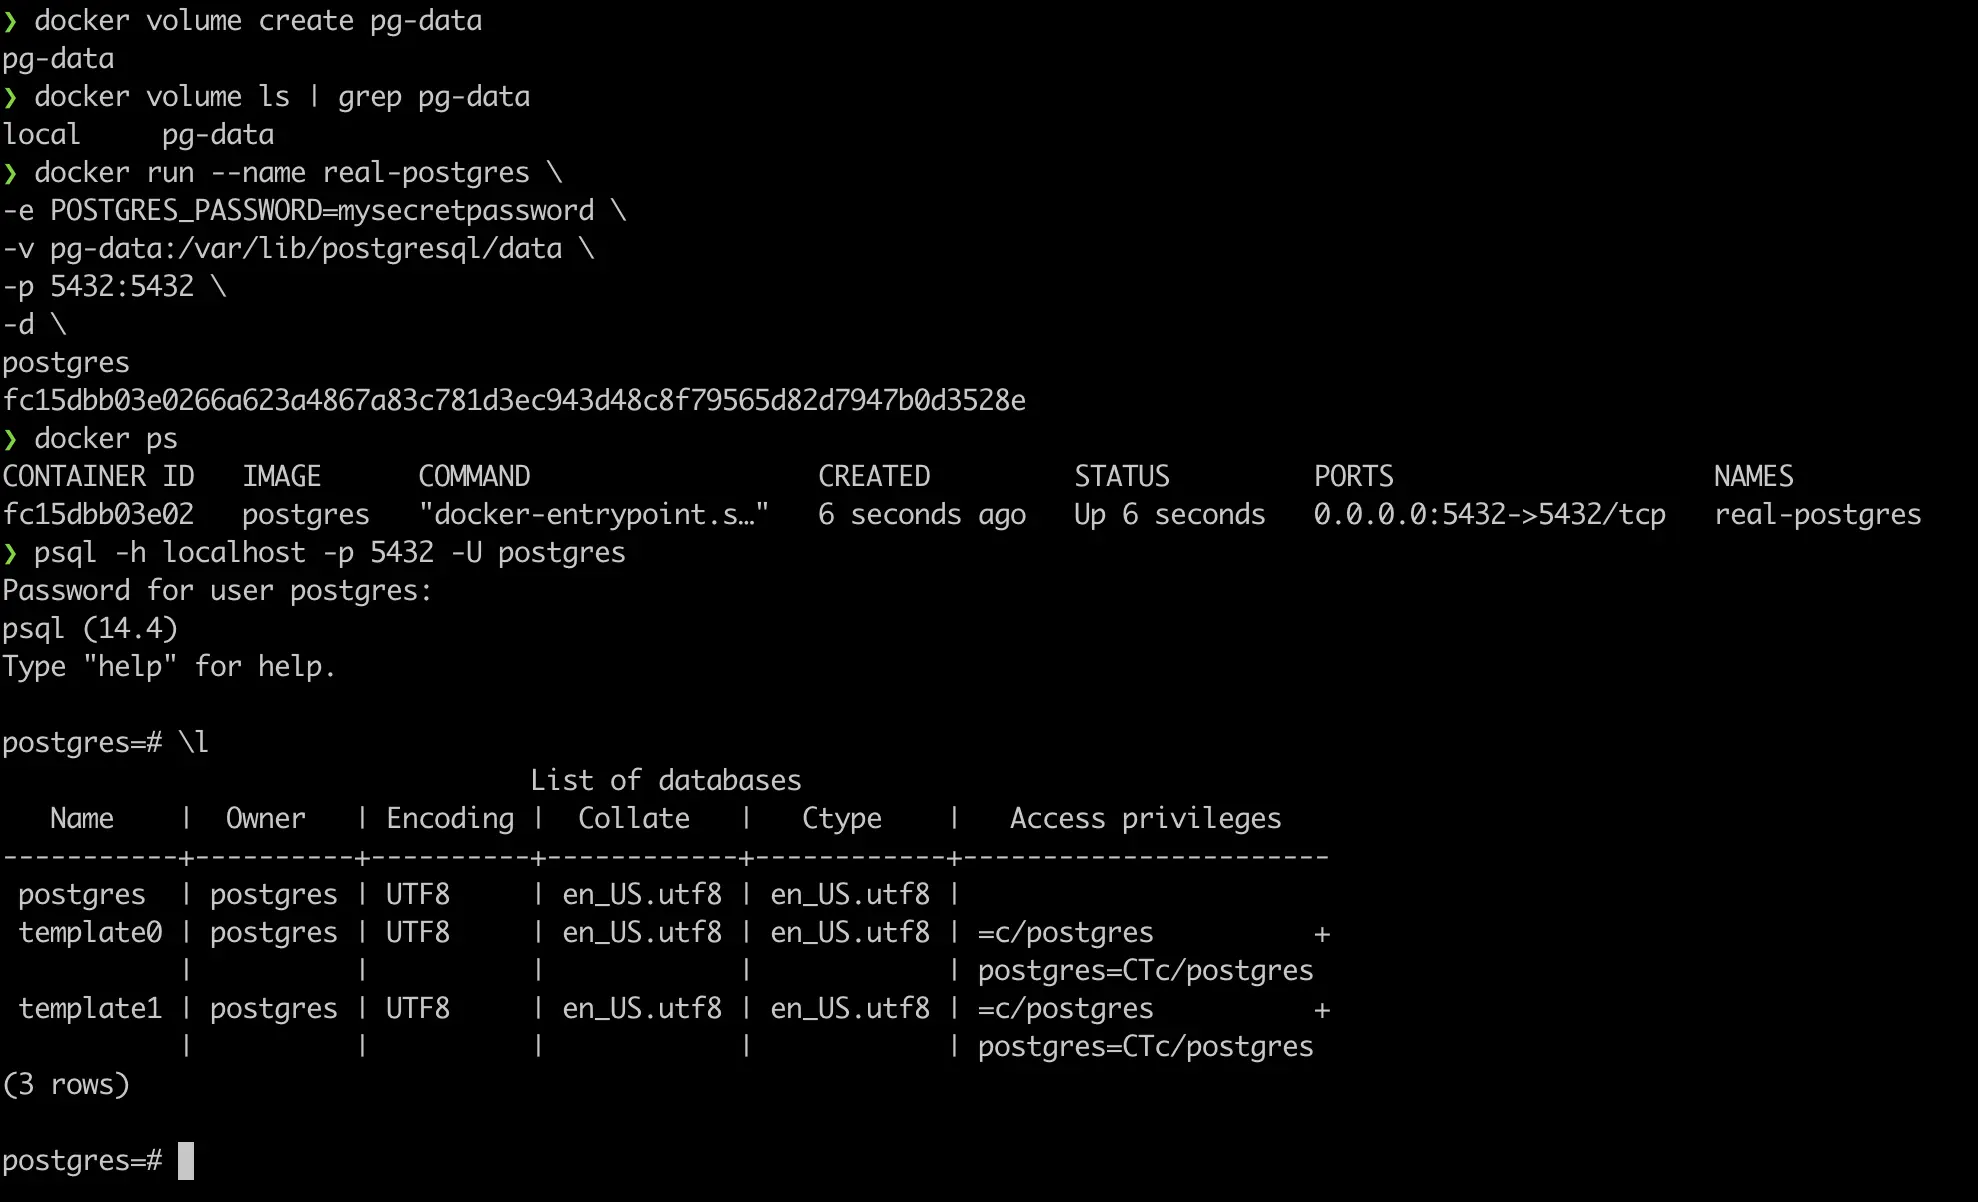 ❯ docker volume create pg-data
pg-data
❯ docker volume ls | grep pg-data
local     pg-data
❯ docker run --name real-postgres \
-e POSTGRES_PASSWORD=mysecretpassword \
-v pg-data:/var/lib/postgresql/data \
-p 5432:5432 \
-d \
postgres
fc15dbb03e0266a623a4867a83c781d3ec943d48c8f79565d82d7947b0d3528e
❯ docker ps
CONTAINER ID   IMAGE      COMMAND                  CREATED         STATUS         PORTS                    NAMES
fc15dbb03e02   postgres   "docker-entrypoint.s…"   6 seconds ago   Up 6 seconds   0.0.0.0:5432->5432/tcp   real-postgres
❯ psql -h localhost -p 5432 -U postgres
Password for user postgres:
psql (14.4)
Type "help" for help.

postgres=# \l
                                 List of databases
   Name    |  Owner   | Encoding |  Collate   |   Ctype    |   Access privileges
-----------+----------+----------+------------+------------+-----------------------
 postgres  | postgres | UTF8     | en_US.utf8 | en_US.utf8 |
 template0 | postgres | UTF8     | en_US.utf8 | en_US.utf8 | =c/postgres          +
           |          |          |            |            | postgres=CTc/postgres
 template1 | postgres | UTF8     | en_US.utf8 | en_US.utf8 | =c/postgres          +
           |          |          |            |            | postgres=CTc/postgres
(3 rows)

postgres=#